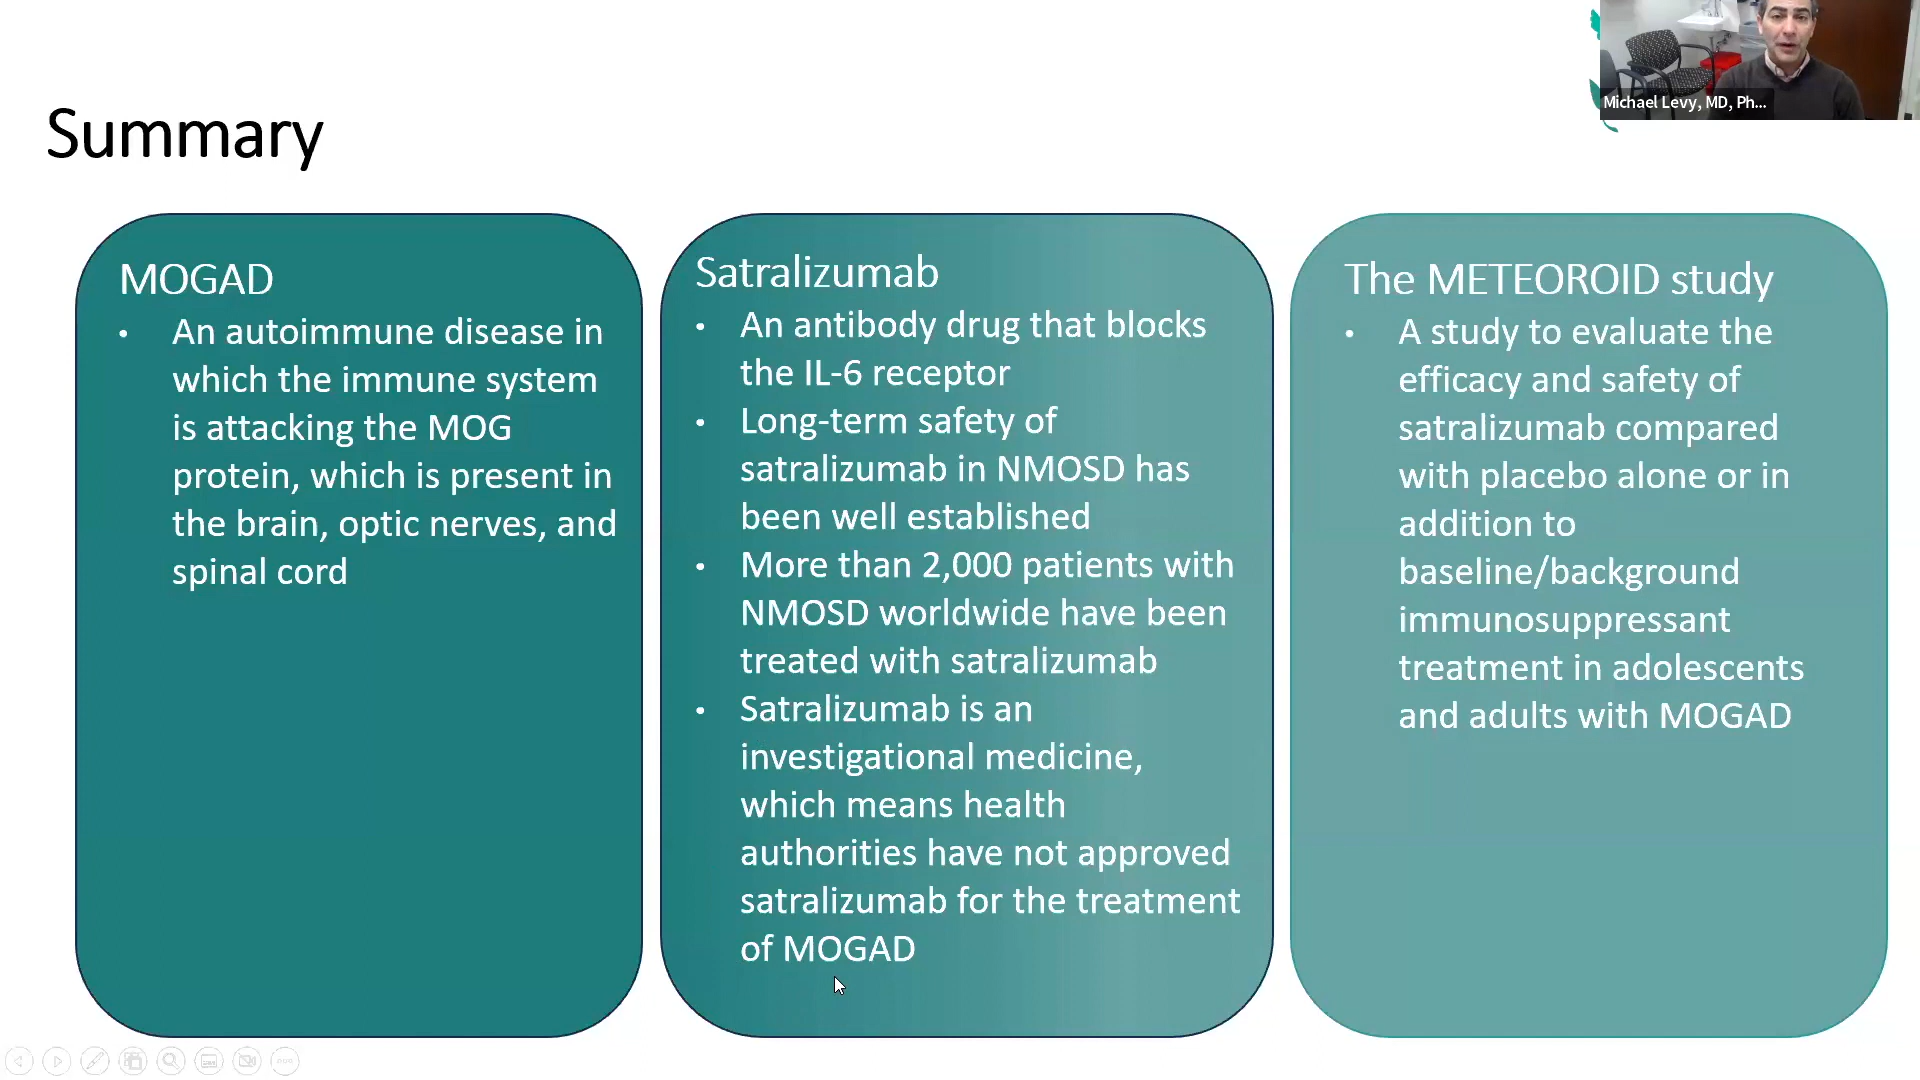 Michael Levy, MD, Ph...
Summary
MOGAD
• An autoimmune disease in
which the immune system
is attacking the MOG
protein, which is present in
the brain, optic nerves, and
spinal cord
Satralizumab
• An antibody drug that blocks
the IL-6 receptor
• Long-term safety of
satralizumab in NMOSD has
been well established
• More than 2,000 patients with
NMOSD worldwide have been
treated with satralizumab
• Satralizumab is an
investigational medicine,
which means health
authorities have not approved
satralizumab for the treatment
of MOGAD
The METEOROID study
• A study to evaluate the
efficacy and safety of
satralizumab compared
with placebo alone or in
addition to
baseline/background
immunosuppressant
treatment in adolescents
and adults with MOGAD